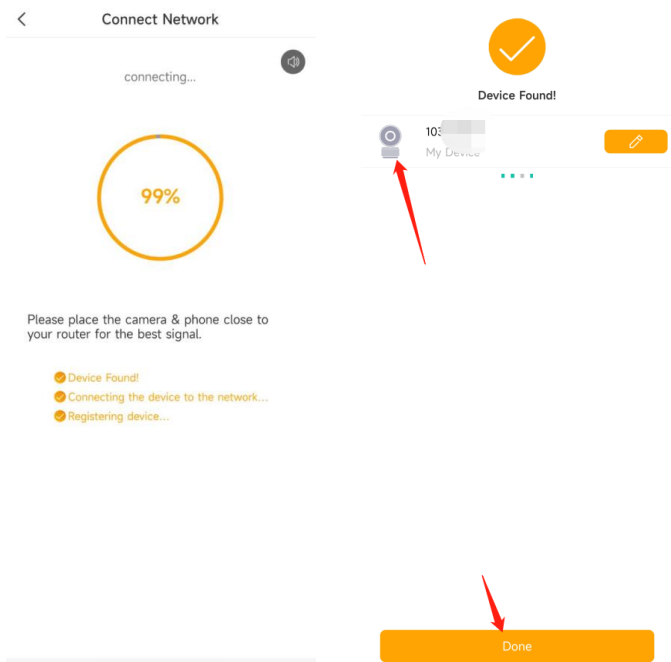 Connect Network
connecting...
99%
Please place the camera & phone close to
your router for the best signal.
Device Found!
Connecting the device to the network...
Registering device...
Device Found!
103
My Device
Done